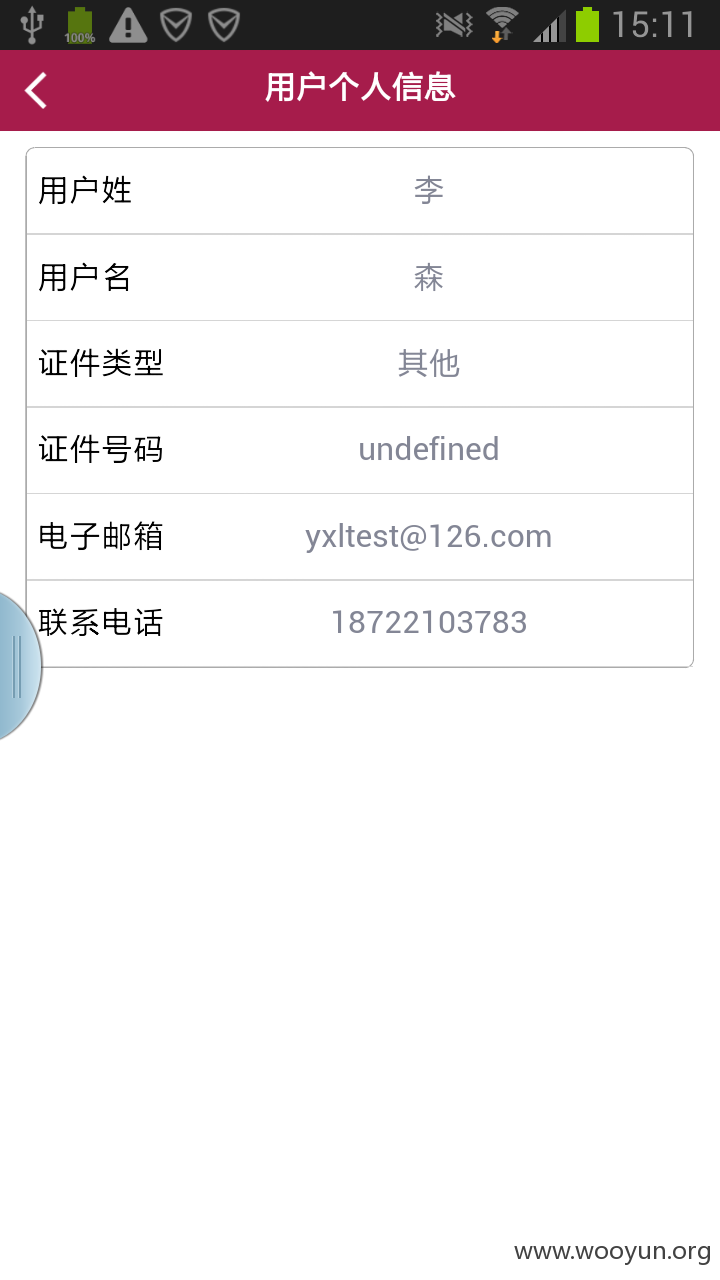 100% 15:11
用户个人信息
用户姓 李
用户名 森
证件类型 其他
证件号码 undefined
电子邮箱 yxltest@126.com
联系电话 18722103783
www.wooyun.org